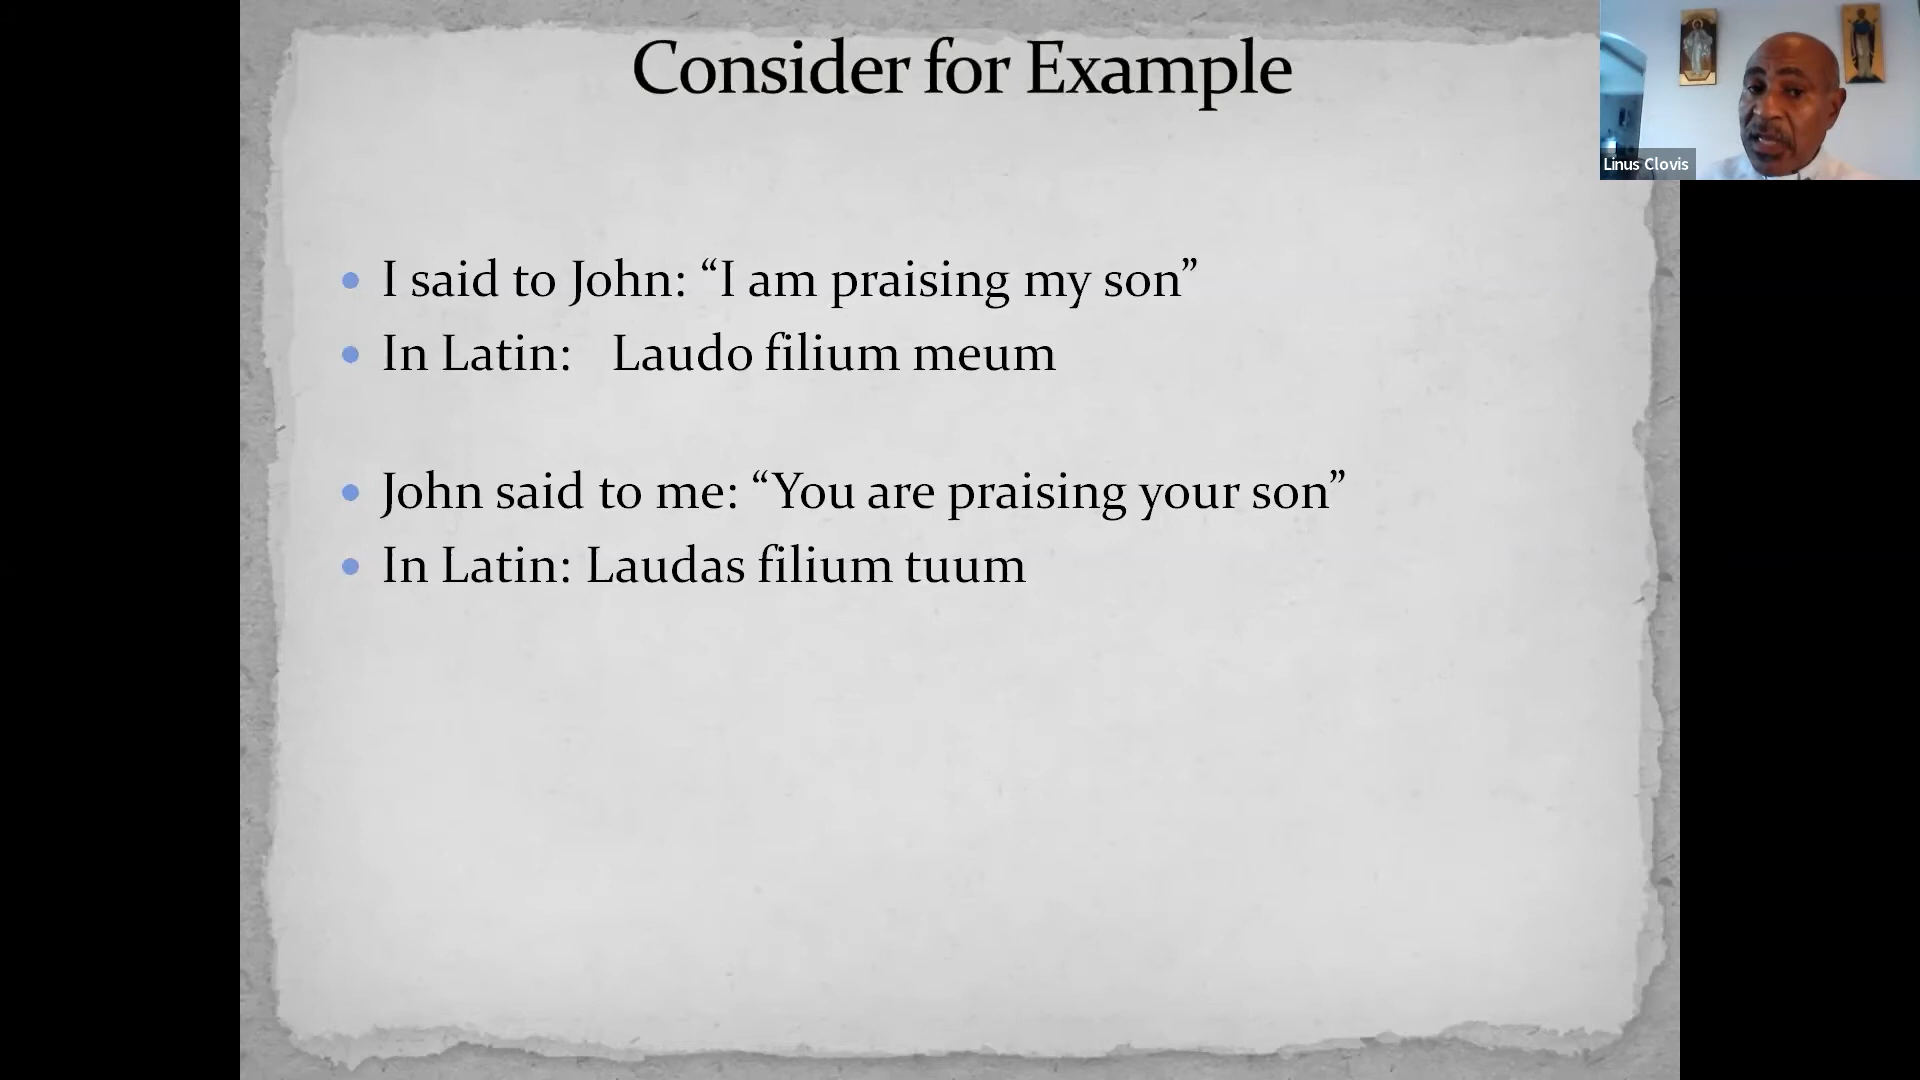 Consider for Example
Linus Clovis
• I said to John: “I am praising my son”
• In Latin: Laudo filium meum
• John said to me: “You are praising your son”
• In Latin: Laudas filium tuum